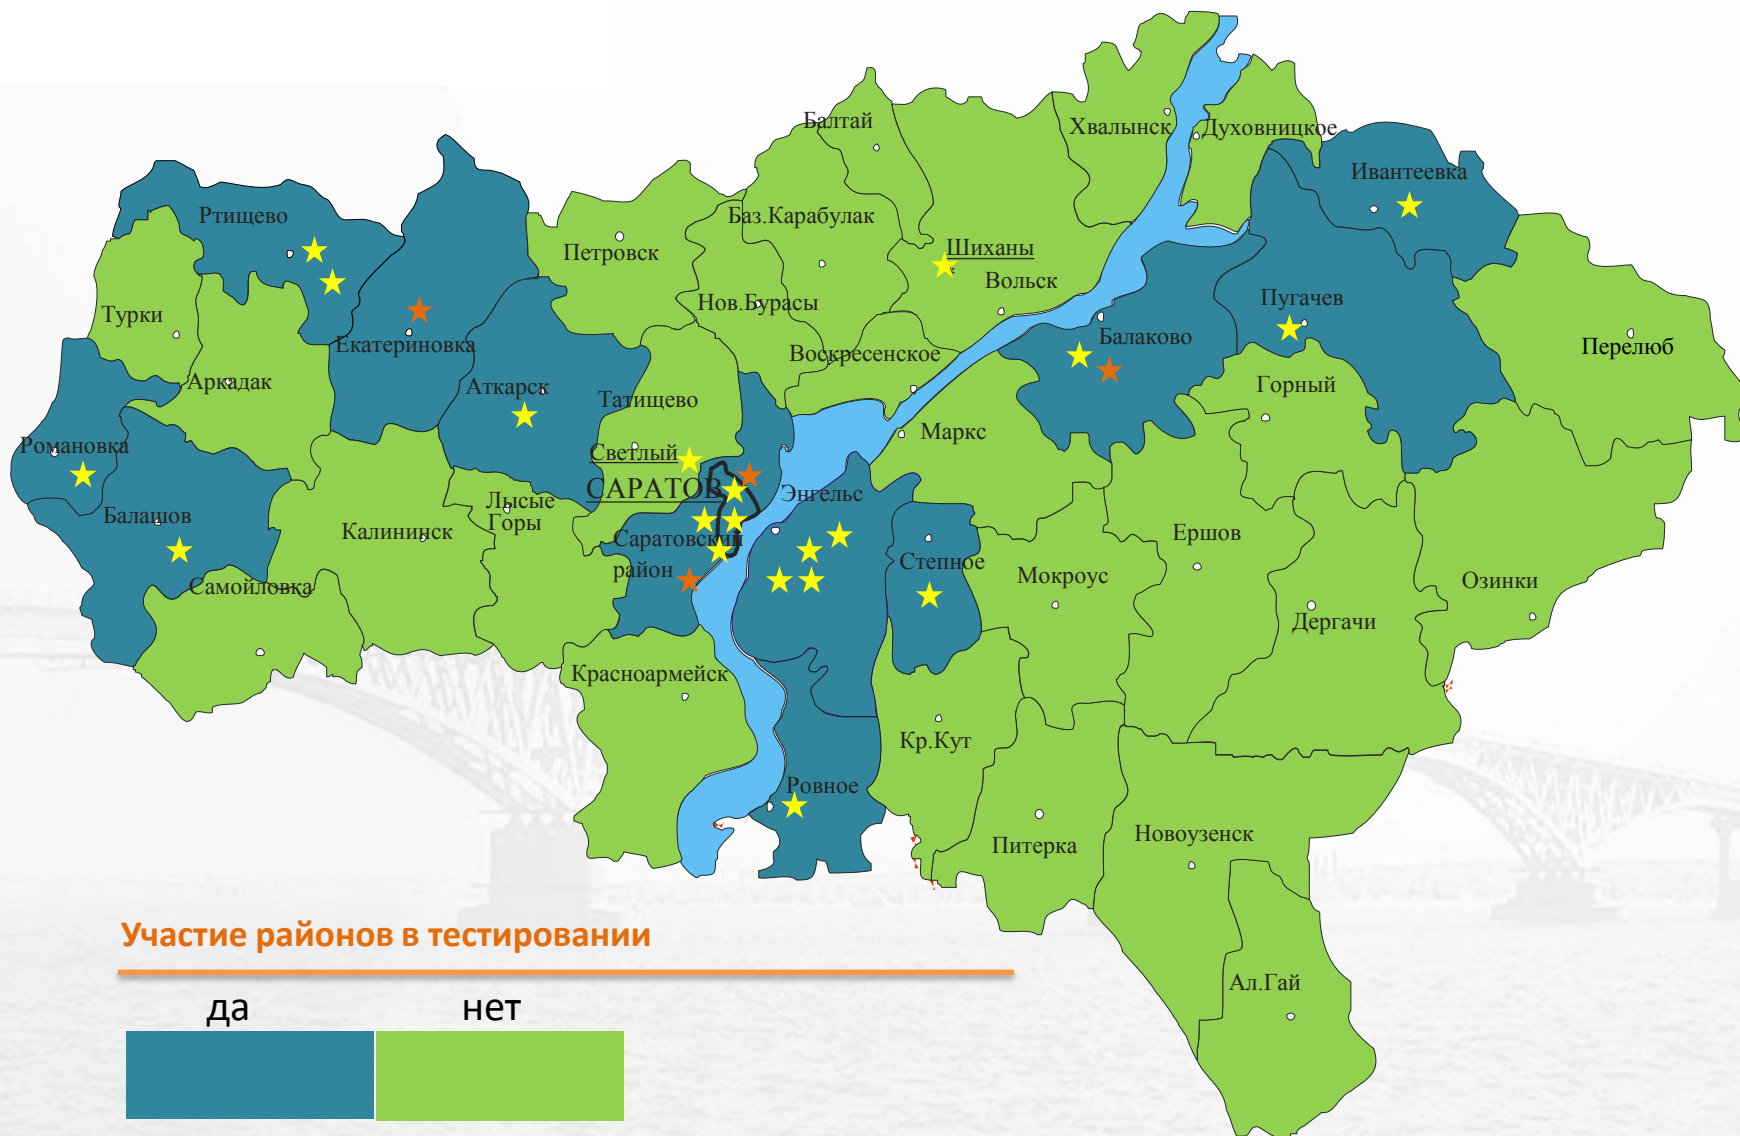 Балтай
Хвалынск
Духовницкое
Ивантеевка
Ртищево
Баз.Карабулак
Петровск
Шиханы
Вольск
Турки
Нов.Бурасы
Пугачев
Екатериновка
Воскресенское
Балаково
Перелюб
Аркадак
Аткарск
Татищево
Горный
Романовка
Светлый
Маркс
САРАТОВ
Энгельс
Балашов
Калининск
Лысые
Горы
Саратовский
район
Степное
Мокроус
Ершов
Озинки
Самойловка
Дергачи
Красноармейск
Кр.Кут
Ровное
Питерка
Новоузенск
Ал.Гай
Участие районов в тестировании
да нет